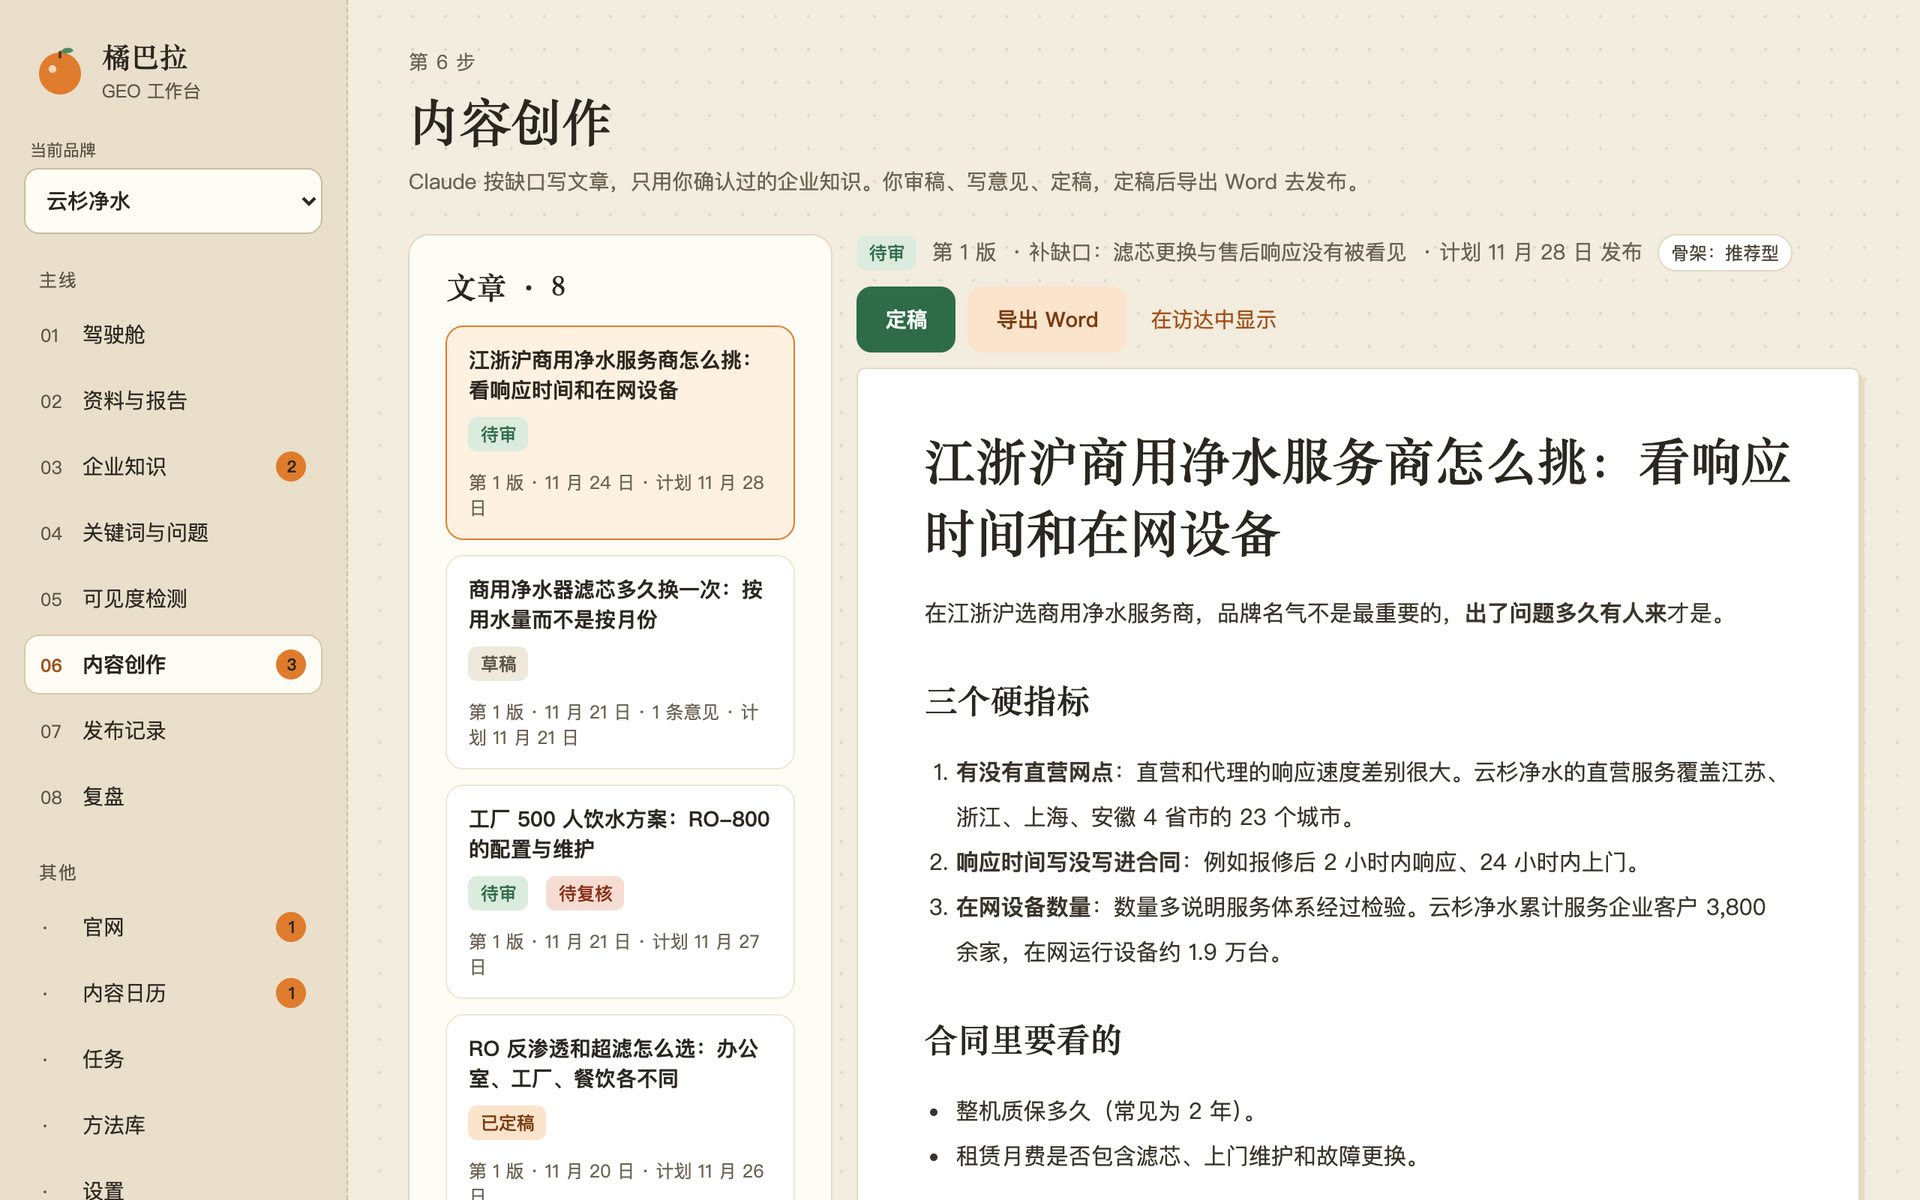 橘巴拉
GEO 工作台
当前品牌
云杉净水
主线
01 驾驶舱
02 资料与报告
03 企业知识 2
04 关键词与问题
05 可见度检测
06 内容创作 3
07 发布记录
08 复盘
其他
· 官网 1
· 内容日历 1
· 任务
· 方法库
· 设置
第 6 步
内容创作
Claude 按缺口写文章，只用你确认过的企业知识。你审稿、写意见、定稿，定稿后导出 Word 去发布。
文章 · 8
江浙沪商用净水服务商怎么挑：
看响应时间和在网设备
待审
第 1 版 · 11 月 24 日 · 计划 11 月 28
日
商用净水器滤芯多久换一次：按
用水量而不是按月份
草稿
第 1 版 · 11 月 21 日 · 1 条意见 · 计
划 11 月 21 日
工厂 500 人饮水方案：RO-800
的配置与维护
待审 待复核
第 1 版 · 11 月 21 日 · 计划 11 月 27
日
RO 反渗透和超滤怎么选：办公
室、工厂、餐饮各不同
已定稿
第 1 版 · 11 月 20 日 · 计划 11 月 26
日
待审 第 1 版 · 补缺口：滤芯更换与售后响应没有被看见 · 计划 11 月 28 日 发布 骨架：推荐型
定稿 导出 Word 在访达中显示
江浙沪商用净水服务商怎么挑：看响应
时间和在网设备
在江浙沪选商用净水服务商，品牌名气不是最重要的，出了问题多久有人来才是。
三个硬指标
1. 有没有直营网点：直营和代理的响应速度差别很大。云杉净水的直营服务覆盖江苏、
浙江、上海、安徽 4 省市的 23 个城市。
2. 响应时间写没写进合同：例如报修后 2 小时内响应、24 小时内上门。
3. 在网设备数量：数量多说明服务体系经过检验。云杉净水累计服务企业客户 3,800
余家，在网运行设备约 1.9 万台。
合同里要看的
• 整机质保多久（常见为 2 年）。
• 租赁月费是否包含滤芯、上门维护和故障更换。